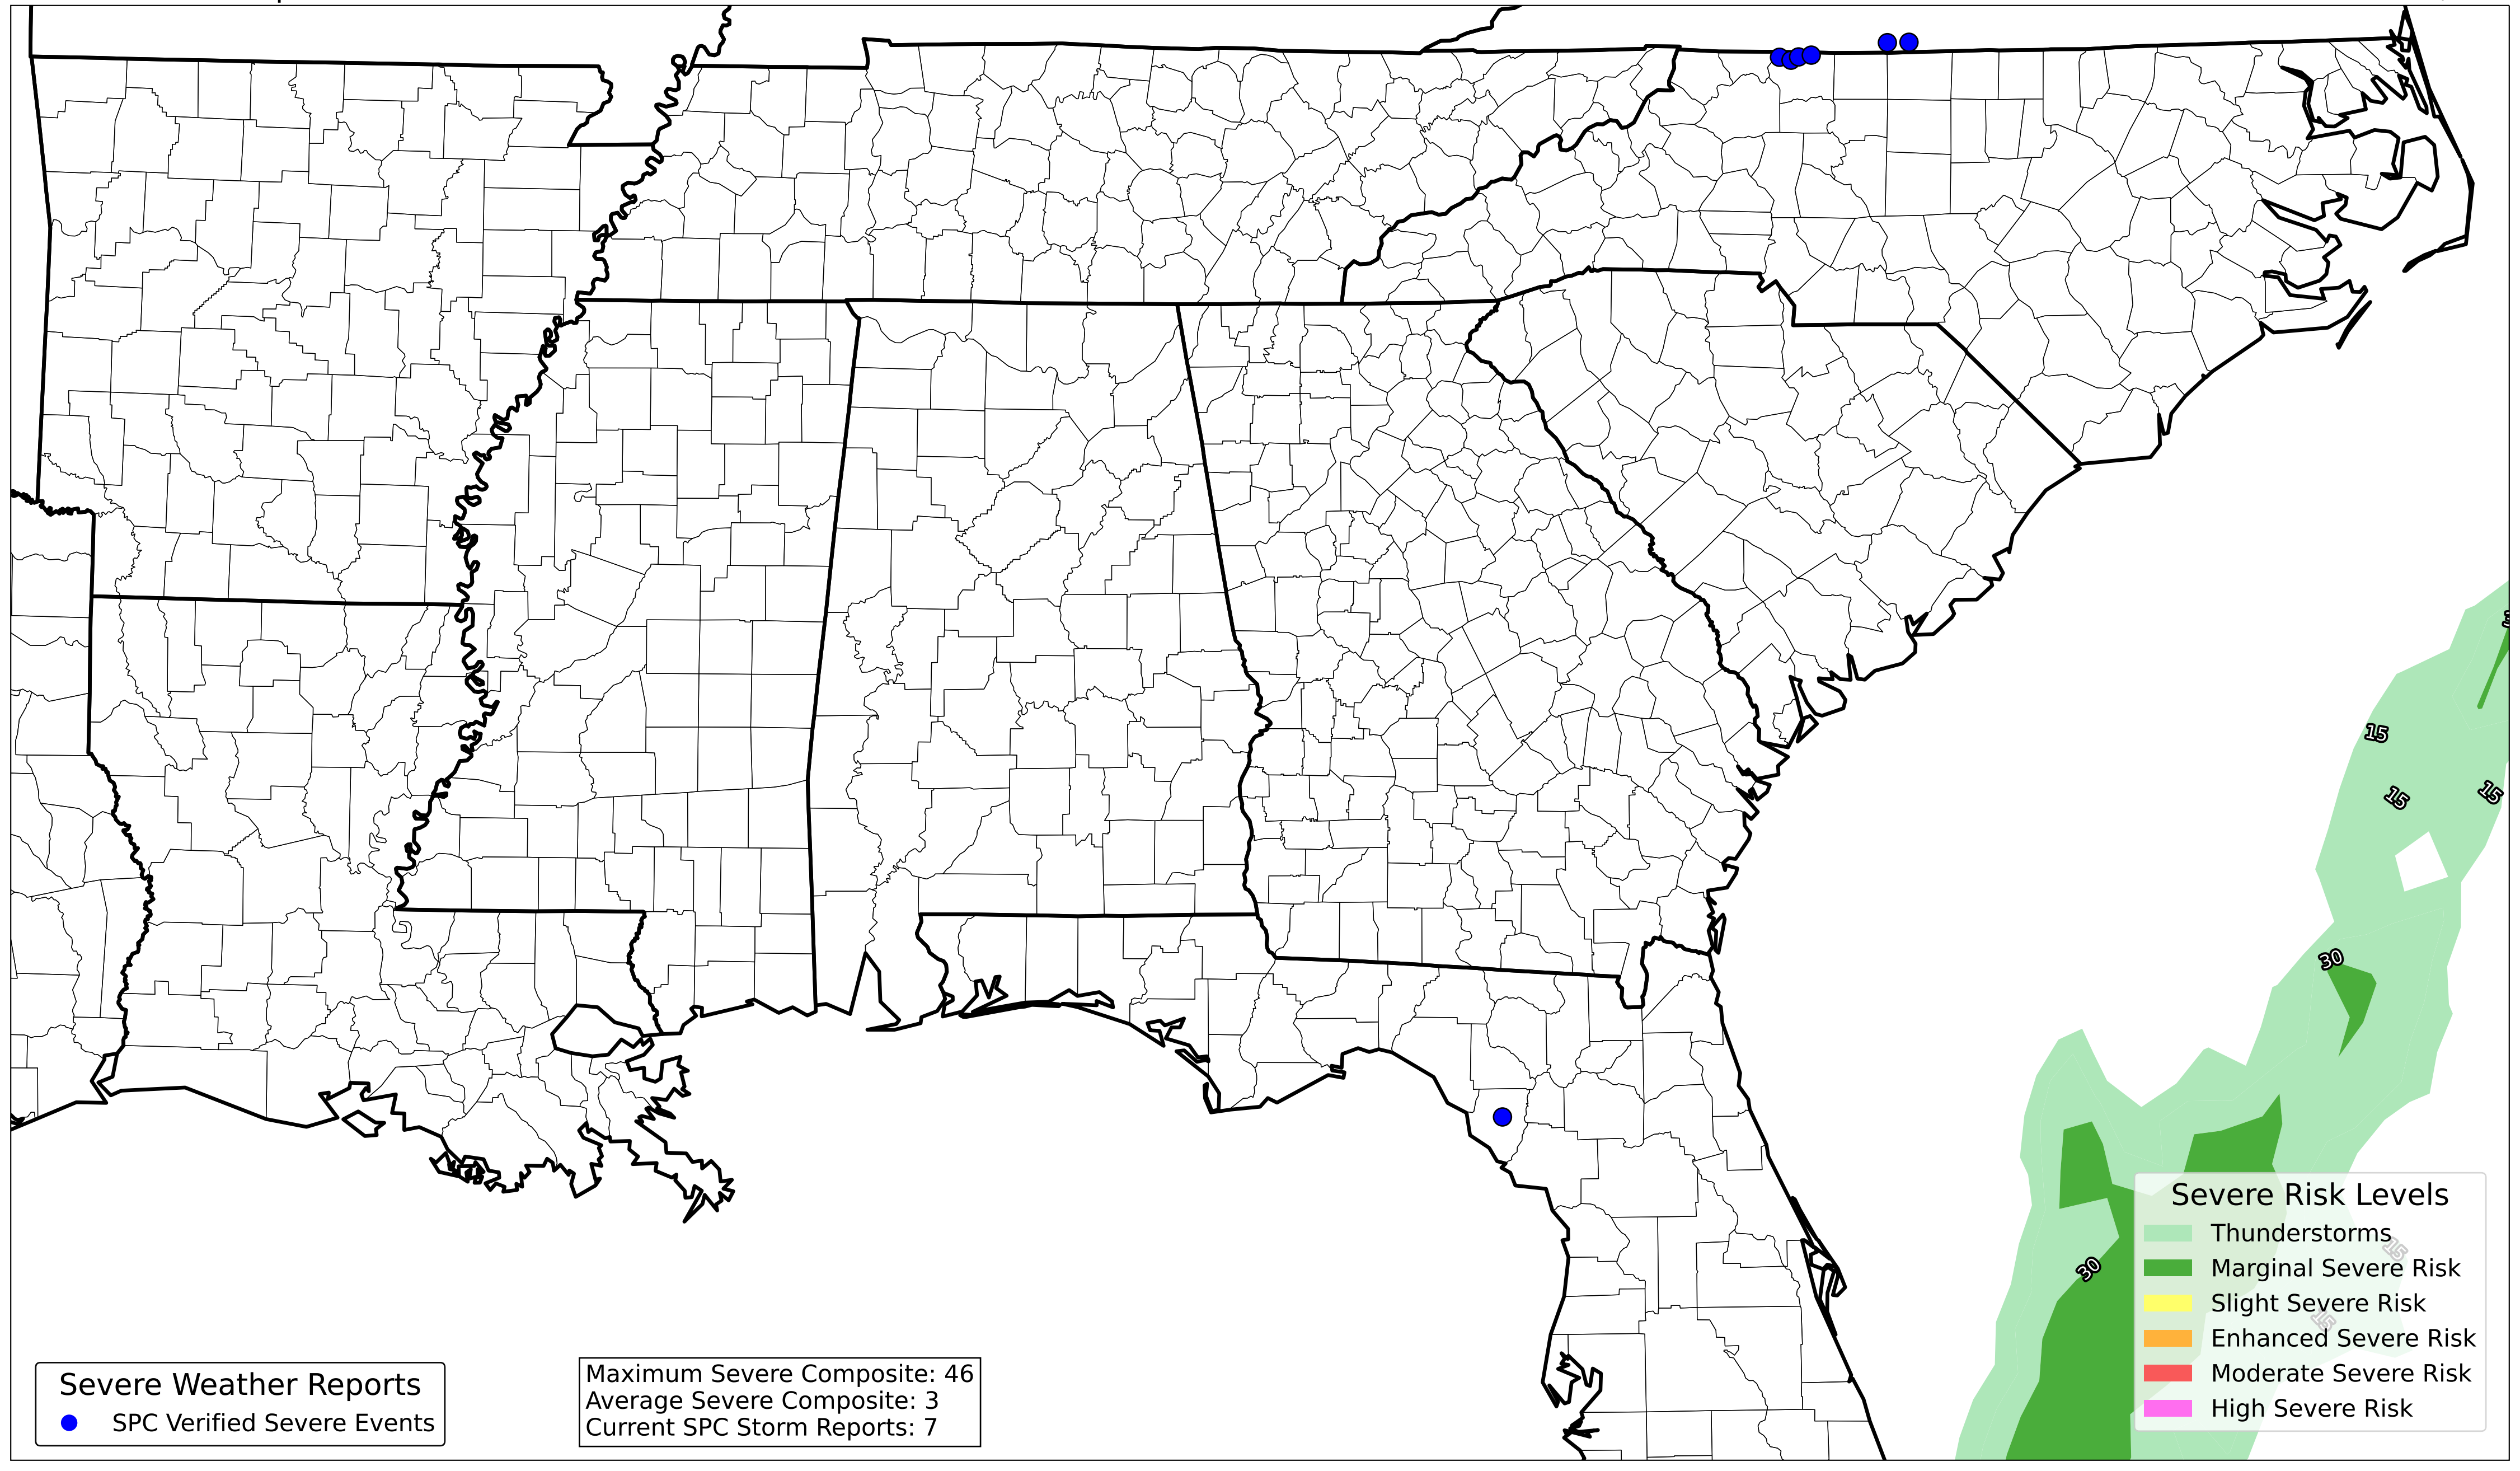 15
15
15
30
30
15
15
Severe Risk Levels
Thunderstorms
Marginal Severe Risk
Slight Severe Risk
Enhanced Severe Risk
Moderate Severe Risk
High Severe Risk
Severe Weather Reports
SPC Verified Severe Events
Maximum Severe Composite: 46
Average Severe Composite: 3
Current SPC Storm Reports: 7